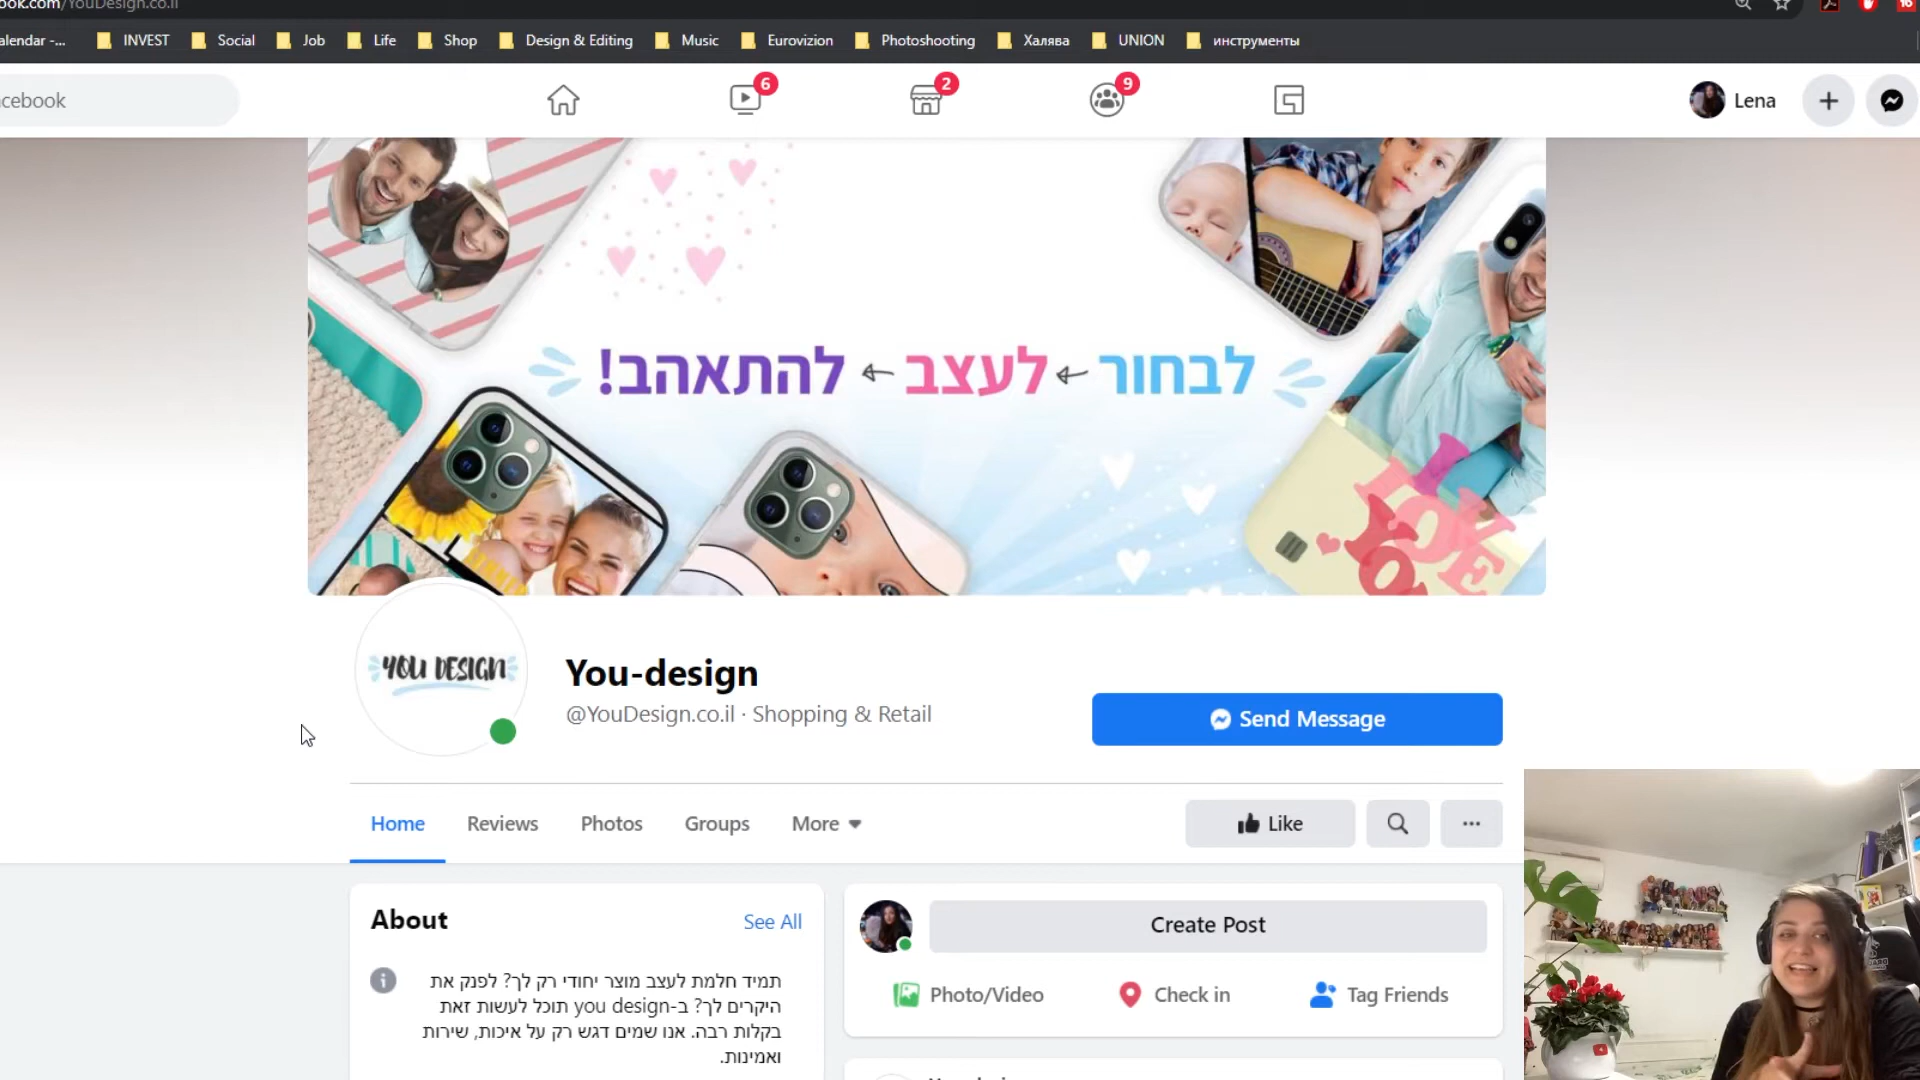 ook.com/YouDesign.co.il
alendar -...
INVEST
Social
Job
Life
Shop
Design & Editing
Music
Eurovizion
Photoshooting
Халява
UNION
инструменты
cebook
6
2
9
Lena
לבחור ← לעצב ← להתאהב!
I
LOVE
YO
YOU DESIGN
You-design
@YouDesign.co.il · Shopping & Retail
Send Message
Home
Reviews
Photos
Groups
More
Like
About
See All
תמיד חלמת לעצב מוצר יחודי רק לך? לפנק את
היקרים לך? ב-you design תוכל לעשות זאת
בקלות רבה. אנו שמים דגש רק על איכות, שירות
ואמינות.
Create Post
Photo/Video
Check in
Tag Friends